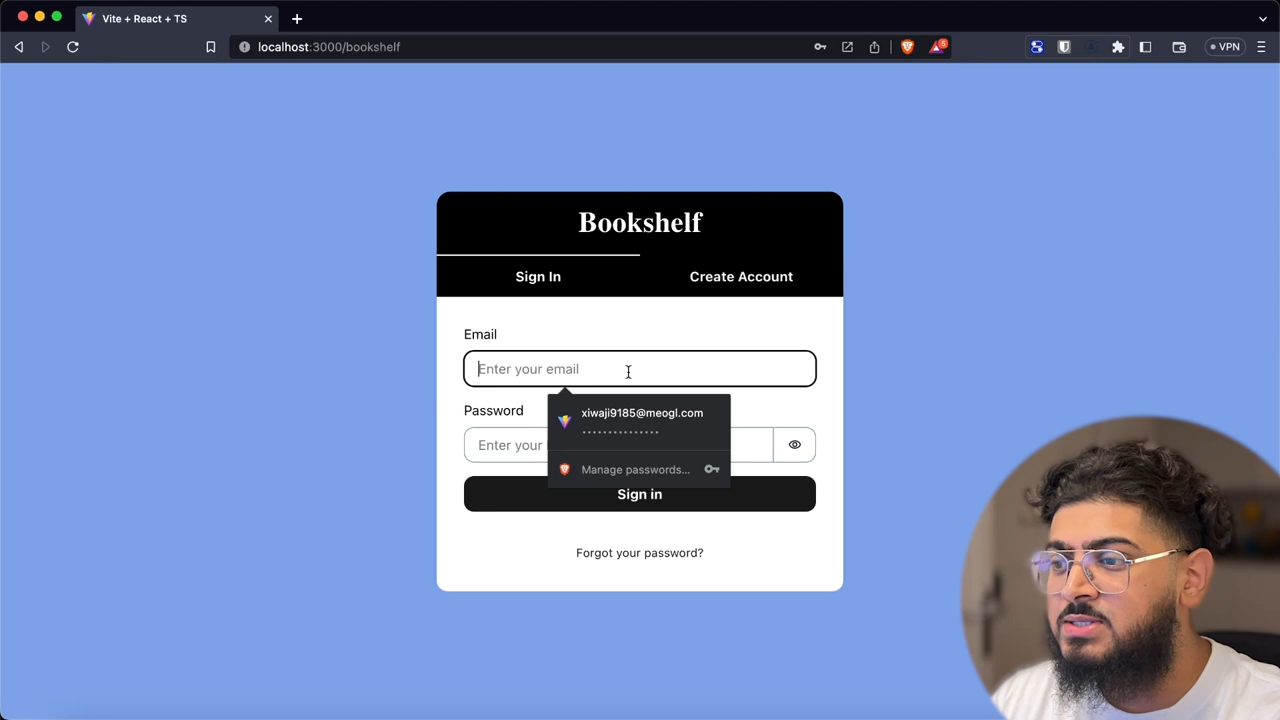 Vite + React + TS
localhost:3000/bookshelf
5
VPN
Bookshelf
Sign In
Create Account
Email
Enter your email
xiwaji9185@meogl.com
Password
Enter your
Manage passwords...
Sign in
Forgot your password?